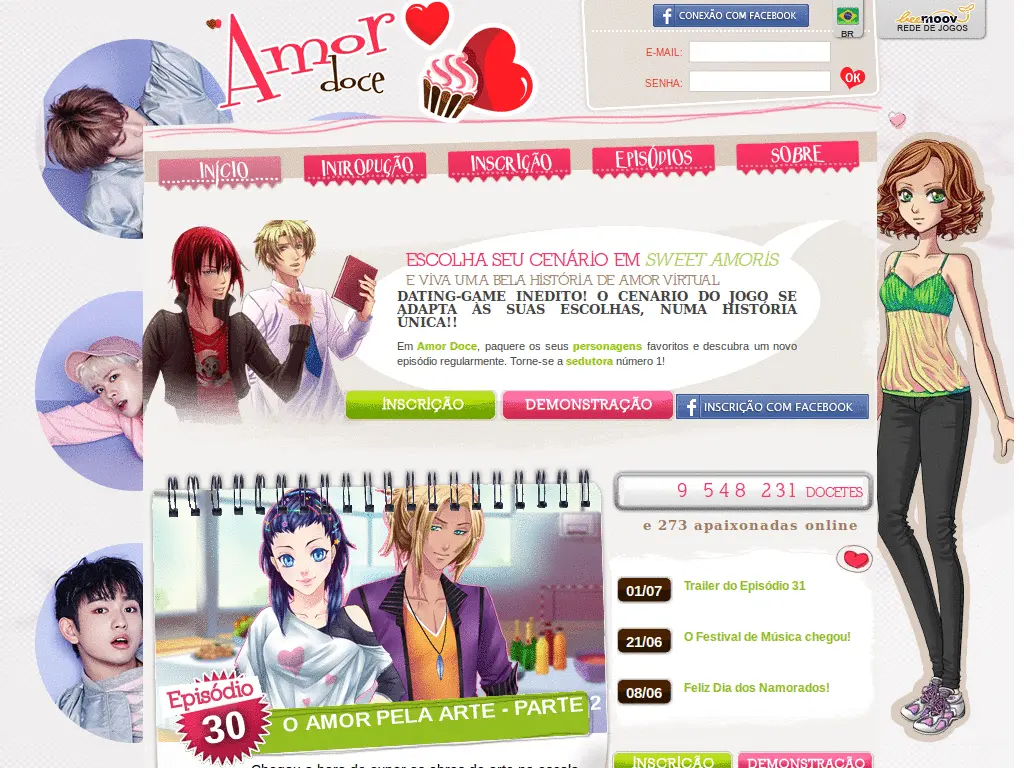 Amor
doce
CONEXÃO COM FACEBOOK
BR
beemoov
REDE DE JOGOS
E-MAIL:
SENHA:
OK
INÍCIO
INTRODUÇÃO
INSCRIÇÃO
EPISÓDIOS
SOBRE
ESCOLHA SEU CENÁRIO EM SWEET AMORIS
E VIVA UMA BELA HISTÓRIA DE AMOR VIRTUAL
DATING-GAME INEDITO! O CENARIO DO JOGO SE
ADAPTA ÀS SUAS ESCOLHAS, NUMA HISTÓRIA
ÚNICA!!
Em Amor Doce, paquere os seus personagens favoritos e descubra um novo
episódio regularmente. Torne-se a sedutora número 1!
INSCRIÇÃO
DEMONSTRAÇÃO
INSCRIÇÃO COM FACEBOOK
9 548 231 DOCETES
e 273 apaixonadas online
01/07
Trailer do Episódio 31
21/06
O Festival de Música chegou!
08/06
Feliz Dia dos Namorados!
Episódio
30
O AMOR PELA ARTE - PARTE 2
INSCRIÇÃO
DEMONSTRAÇÃO